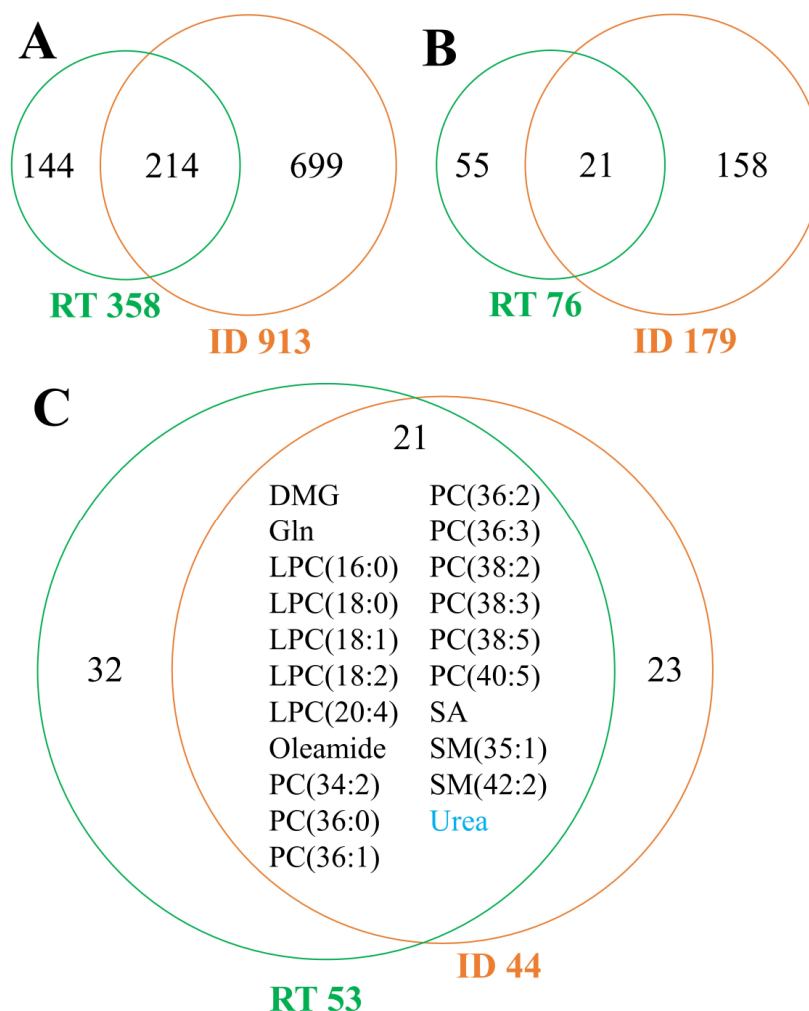 A
B
144 214 699
55 21 158
RT 358
RT 76
ID 913
ID 179
C
21
DMG PC(36:2)
Gln PC(36:3)
LPC(16:0) PC(38:2)
LPC(18:0) PC(38:3)
LPC(18:1) PC(38:5)
LPC(18:2) PC(40:5)
LPC(20:4) SA
Oleamide SM(35:1)
PC(34:2) SM(42:2)
PC(36:0) Urea
PC(36:1)
32
23
ID 44
RT 53